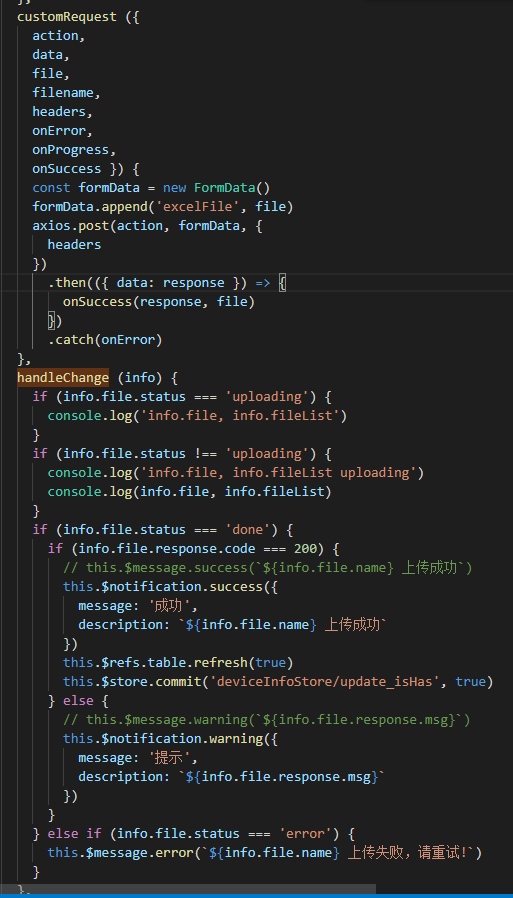 customRequest ({
action,
data,
file,
filename,
headers,
onError,
onProgress,
onSuccess }) {
const formData = new FormData()
formData.append('excelFile', file)
axios.post(action, formData, {
headers
})
.then(({ data: response }) => {
onSuccess(response, file)
})
.catch(onError)
},
handleChange (info) {
if (info.file.status === 'uploading') {
console.log('info.file, info.fileList')
}
if (info.file.status !== 'uploading') {
console.log('info.file, info.fileList uploading')
console.log(info.file, info.fileList)
}
if (info.file.status === 'done') {
if (info.file.response.code === 200) {
// this.$message.success(`${info.file.name} 上传成功`)
this.$notification.success({
message: '成功',
description: `${info.file.name} 上传成功`
})
this.$refs.table.refresh(true)
this.$store.commit('deviceInfoStore/update_isHas', true)
} else {
// this.$message.warning(`${info.file.response.msg}`)
this.$notification.warning({
message: '提示',
description: `${info.file.response.msg}`
})
}
} else if (info.file.status === 'error') {
this.$message.error(`${info.file.name} 上传失败，请重试!`)
}